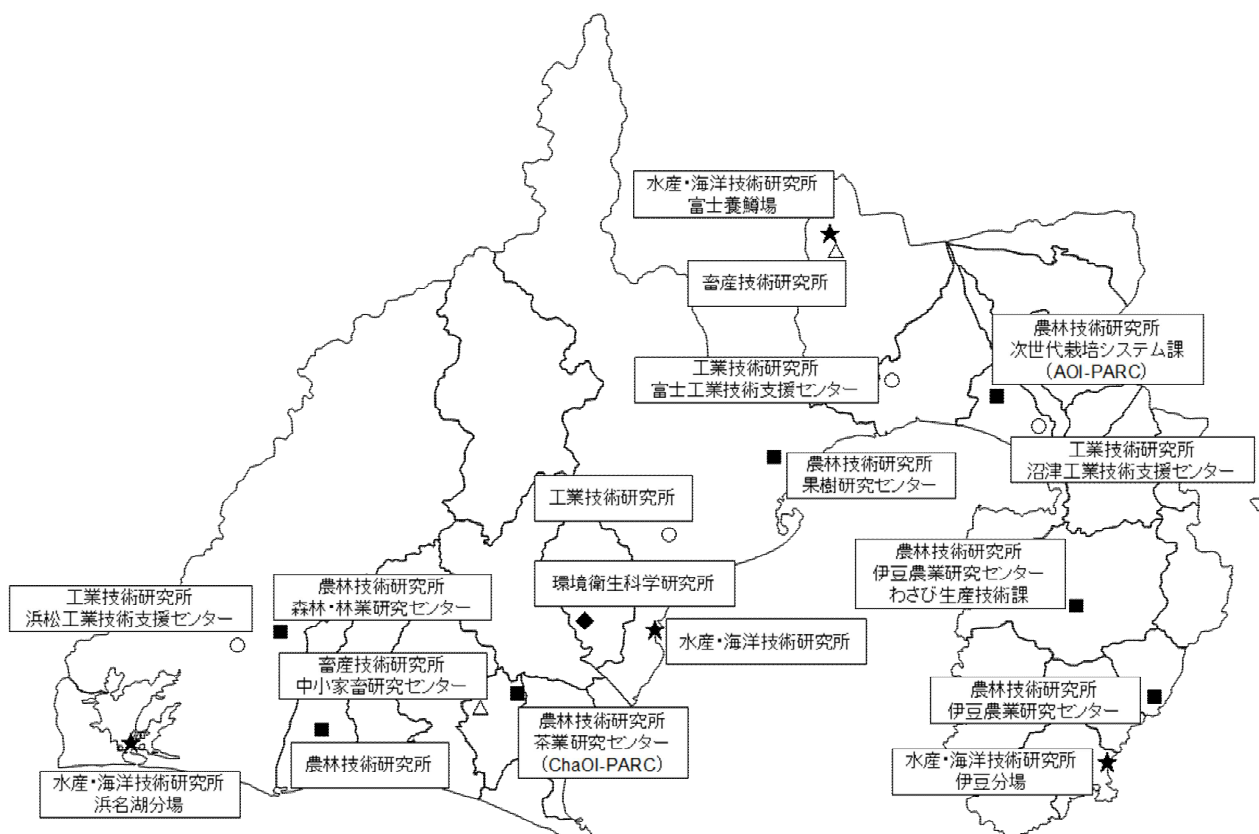 水産・海洋技術研究所
富士養鱒場
畜産技術研究所
農林技術研究所
次世代栽培システム課
（AOI-PARC）
工業技術研究所
富士工業技術支援センター
工業技術研究所
沼津工業技術支援センター
農林技術研究所
果樹研究センター
工業技術研究所
農林技術研究所
伊豆農業研究センター
わさび生産技術課
環境衛生科学研究所
農林技術研究所
森林・林業研究センター
工業技術研究所
浜松工業技術支援センター
水産・海洋技術研究所
畜産技術研究所
中小家畜研究センター
農林技術研究所
伊豆農業研究センター
農林技術研究所
茶業研究センター
（ChaOI-PARC）
農林技術研究所
水産・海洋技術研究所
伊豆分場
水産・海洋技術研究所
浜名湖分場